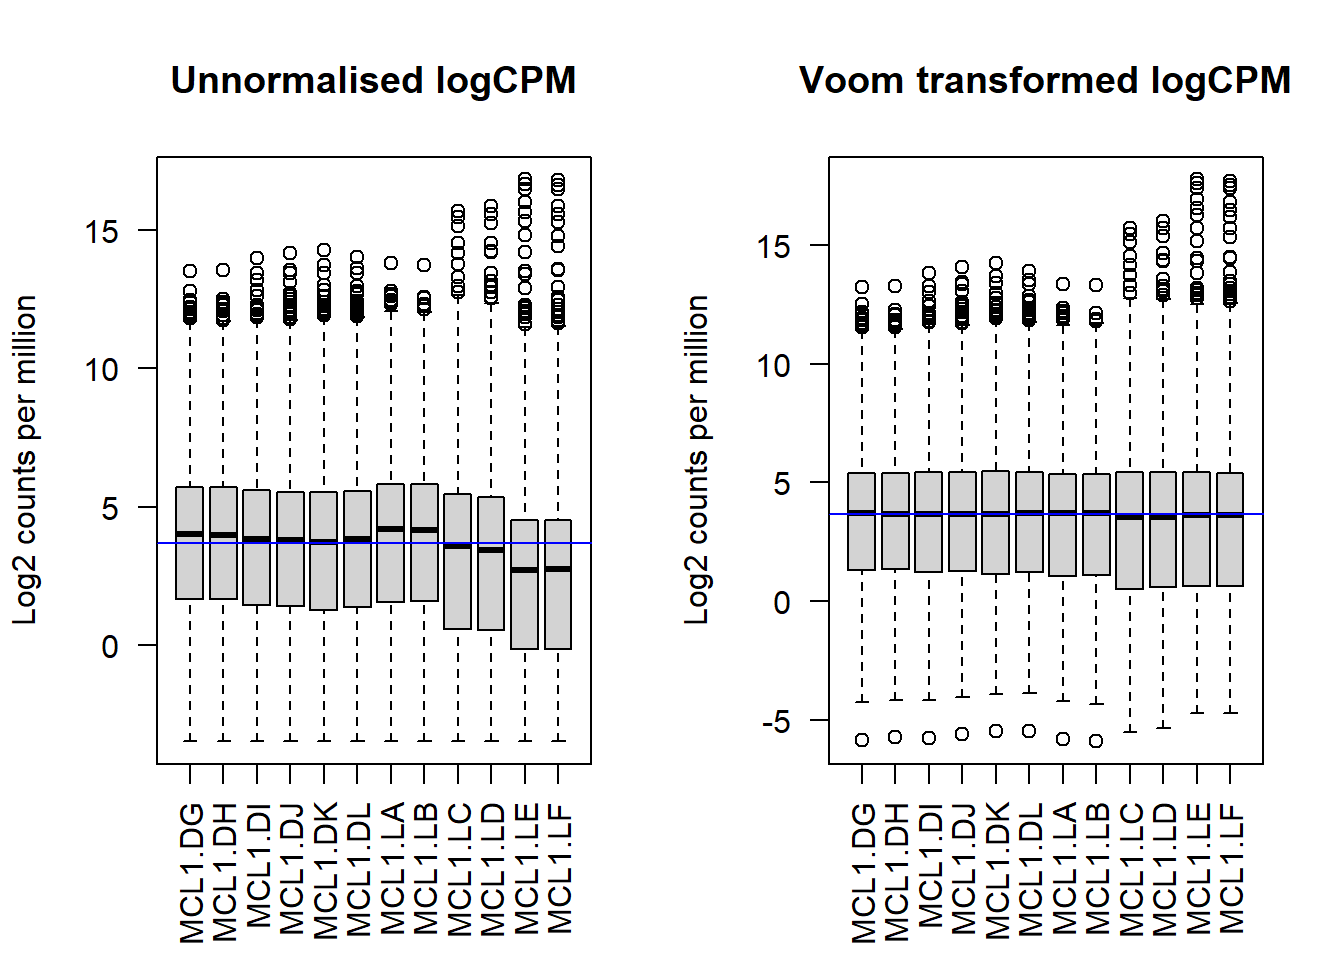 Unnormalised logCPM
Log2 counts per million
15
10
5
0
MCL1.DG
MCL1.DH
MCL1.DI
MCL1.DJ
MCL1.DK
MCL1.DL
MCL1.LA
MCL1.LB
MCL1.LC
MCL1.LD
MCL1.LE
MCL1.LF
Voom transformed logCPM
Log2 counts per million
15
10
5
0
-5
MCL1.DG
MCL1.DH
MCL1.DI
MCL1.DJ
MCL1.DK
MCL1.DL
MCL1.LA
MCL1.LB
MCL1.LC
MCL1.LD
MCL1.LE
MCL1.LF